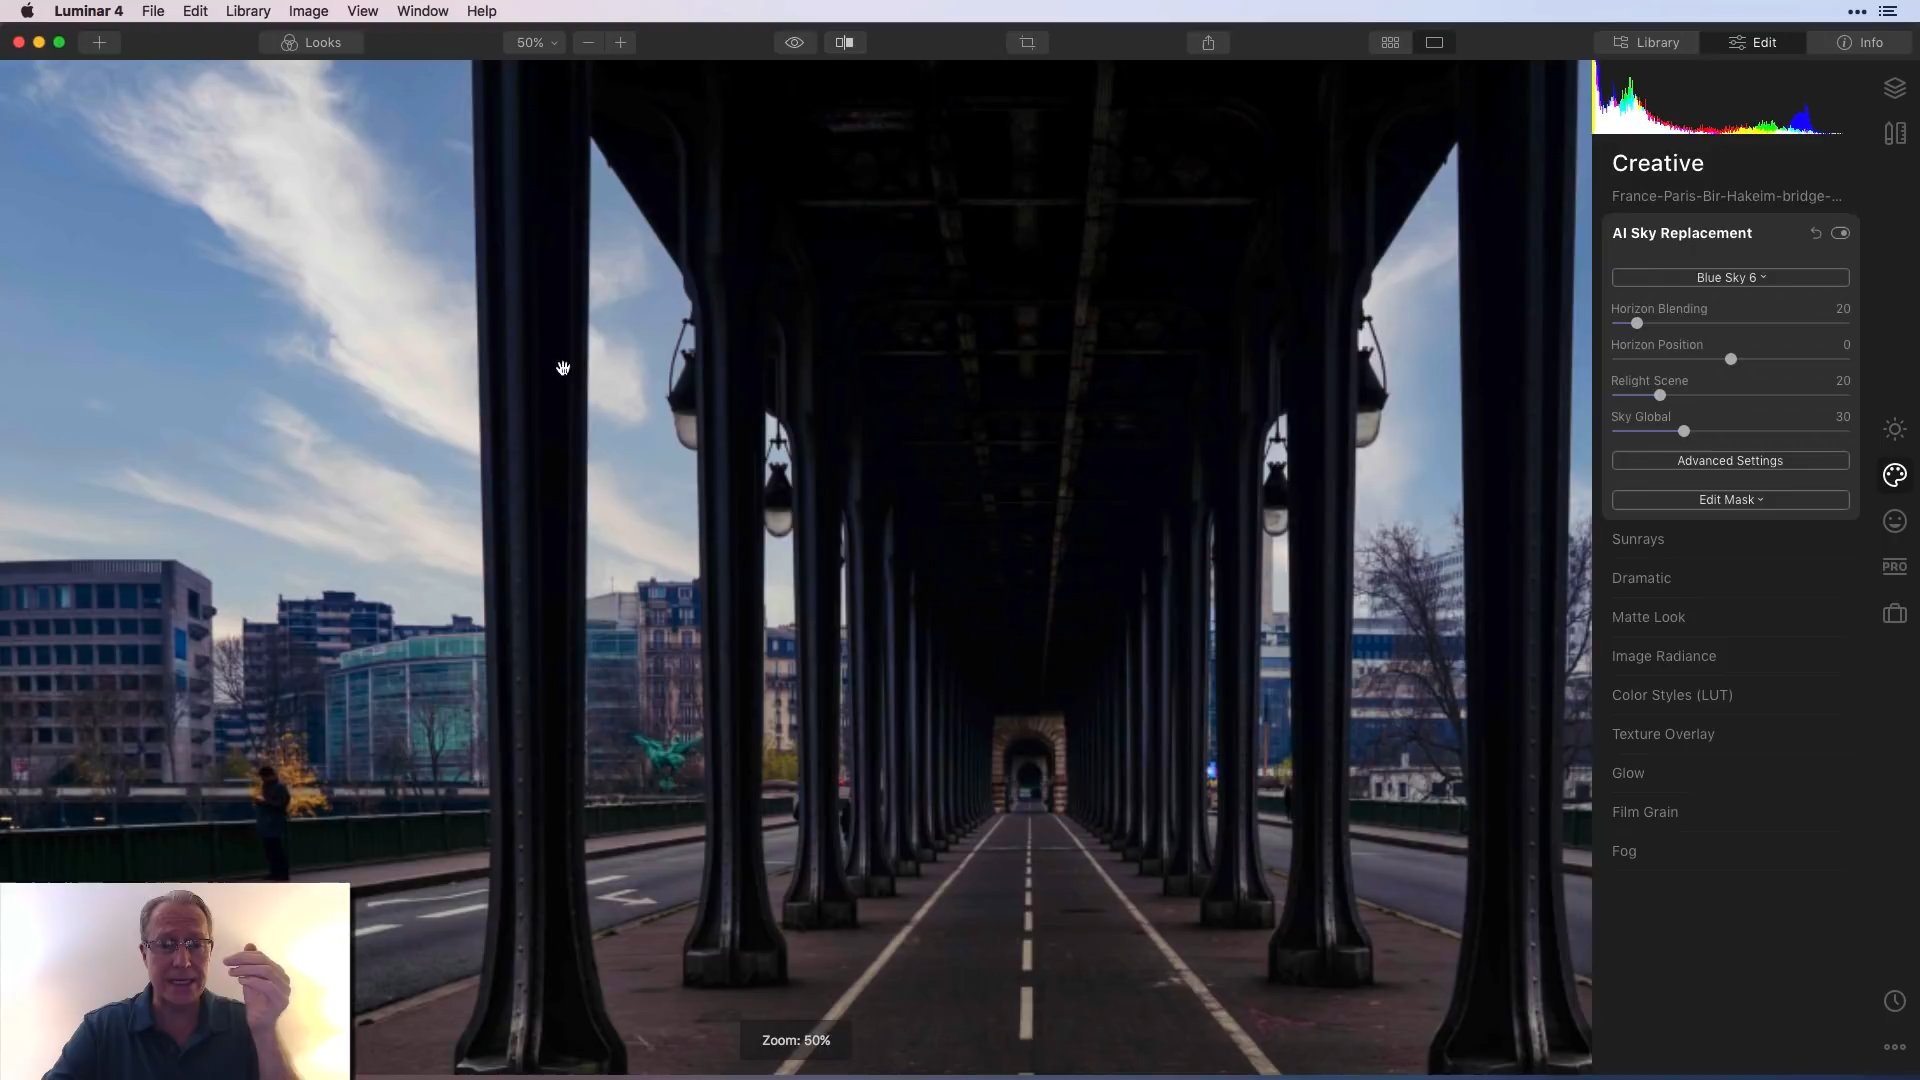 Luminar 4 File Edit Library Image View Window Help
Looks 50% Library Edit Info
Creative
France-Paris-Bir-Hakeim-bridge-...
AI Sky Replacement
Blue Sky 6
Horizon Blending 20
Horizon Position 0
Relight Scene 20
Sky Global 30
Advanced Settings
Edit Mask
Sunrays
PRO
Dramatic
Matte Look
Image Radiance
Color Styles (LUT)
Texture Overlay
Glow
Film Grain
Fog
Zoom: 50%